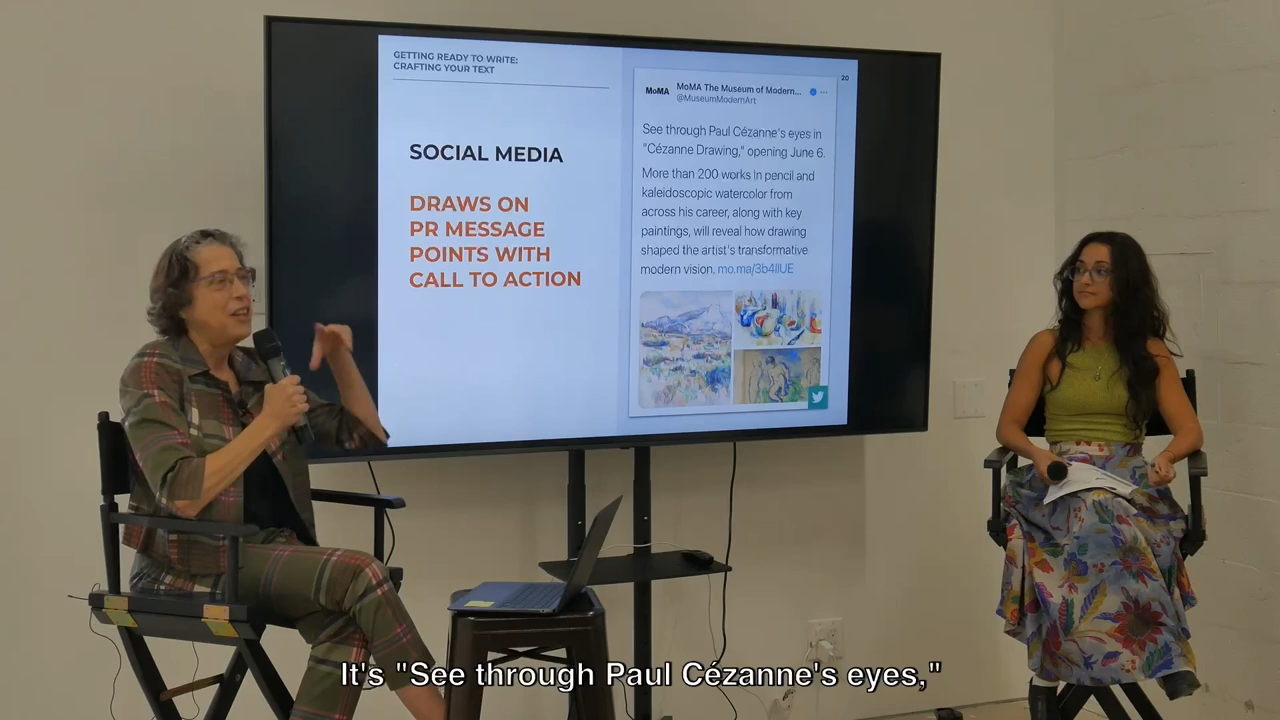 GETTING READY TO WRITE:
CRAFTING YOUR TEXT
20
SOCIAL MEDIA
DRAWS ON
PR MESSAGE
POINTS WITH
CALL TO ACTION
MoMA
MoMA The Museum of Modern...
@MuseumModernArt
See through Paul Cézanne's eyes in
"Cézanne Drawing," opening June 6.
More than 200 works in pencil and
kaleidoscopic watercolor from
across his career, along with key
paintings, will reveal how drawing
shaped the artist's transformative
modern vision. mo.ma/3b4IlUE
It's "See through Paul Cézanne's eyes,"